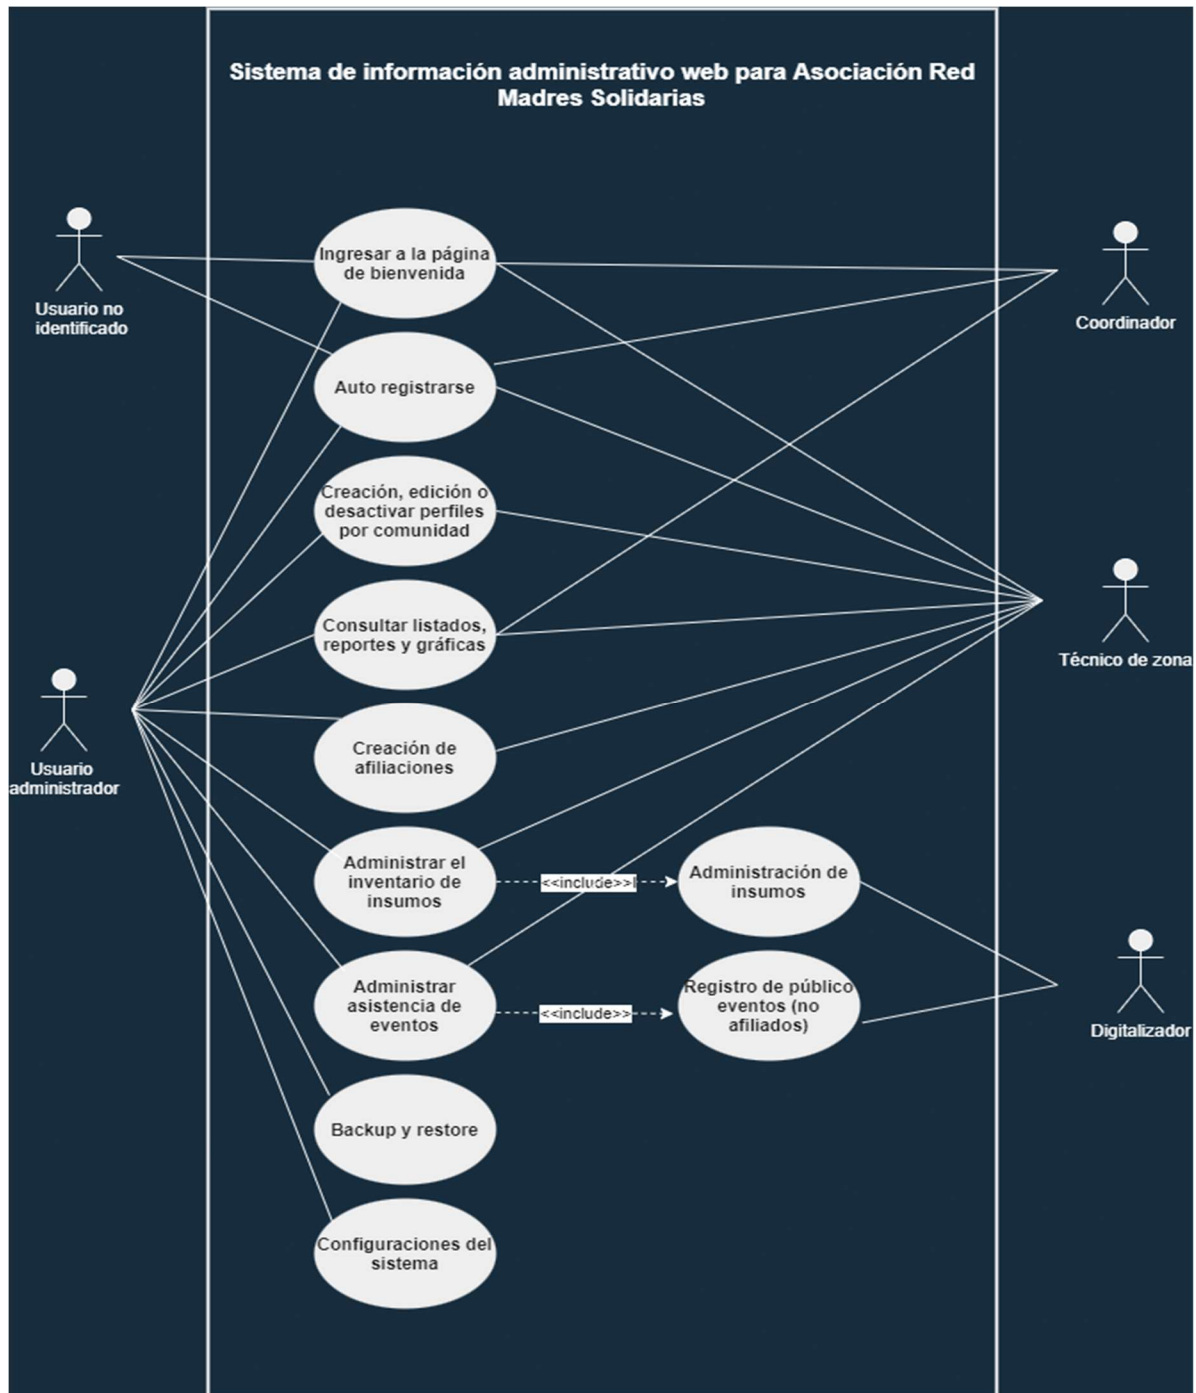 Sistema de información administrativo web para Asociación Red
Madres Solidarias
Usuario no
identificado
Ingresar a la página
de bienvenida
Coordinador
Auto registrarse
Creación, edición o
desactivar perfiles
por comunidad
Consultar listados,
reportes y gráficas
Técnico de zona
Usuario
administrador
Creación de
afiliaciones
Administrar el
inventario de
insumos
<<include>>
Administración de
insumos
Administrar
asistencia de
eventos
<<include>>
Registro de público
eventos (no
afiliados)
Digitalizador
Backup y restore
Configuraciones del
sistema